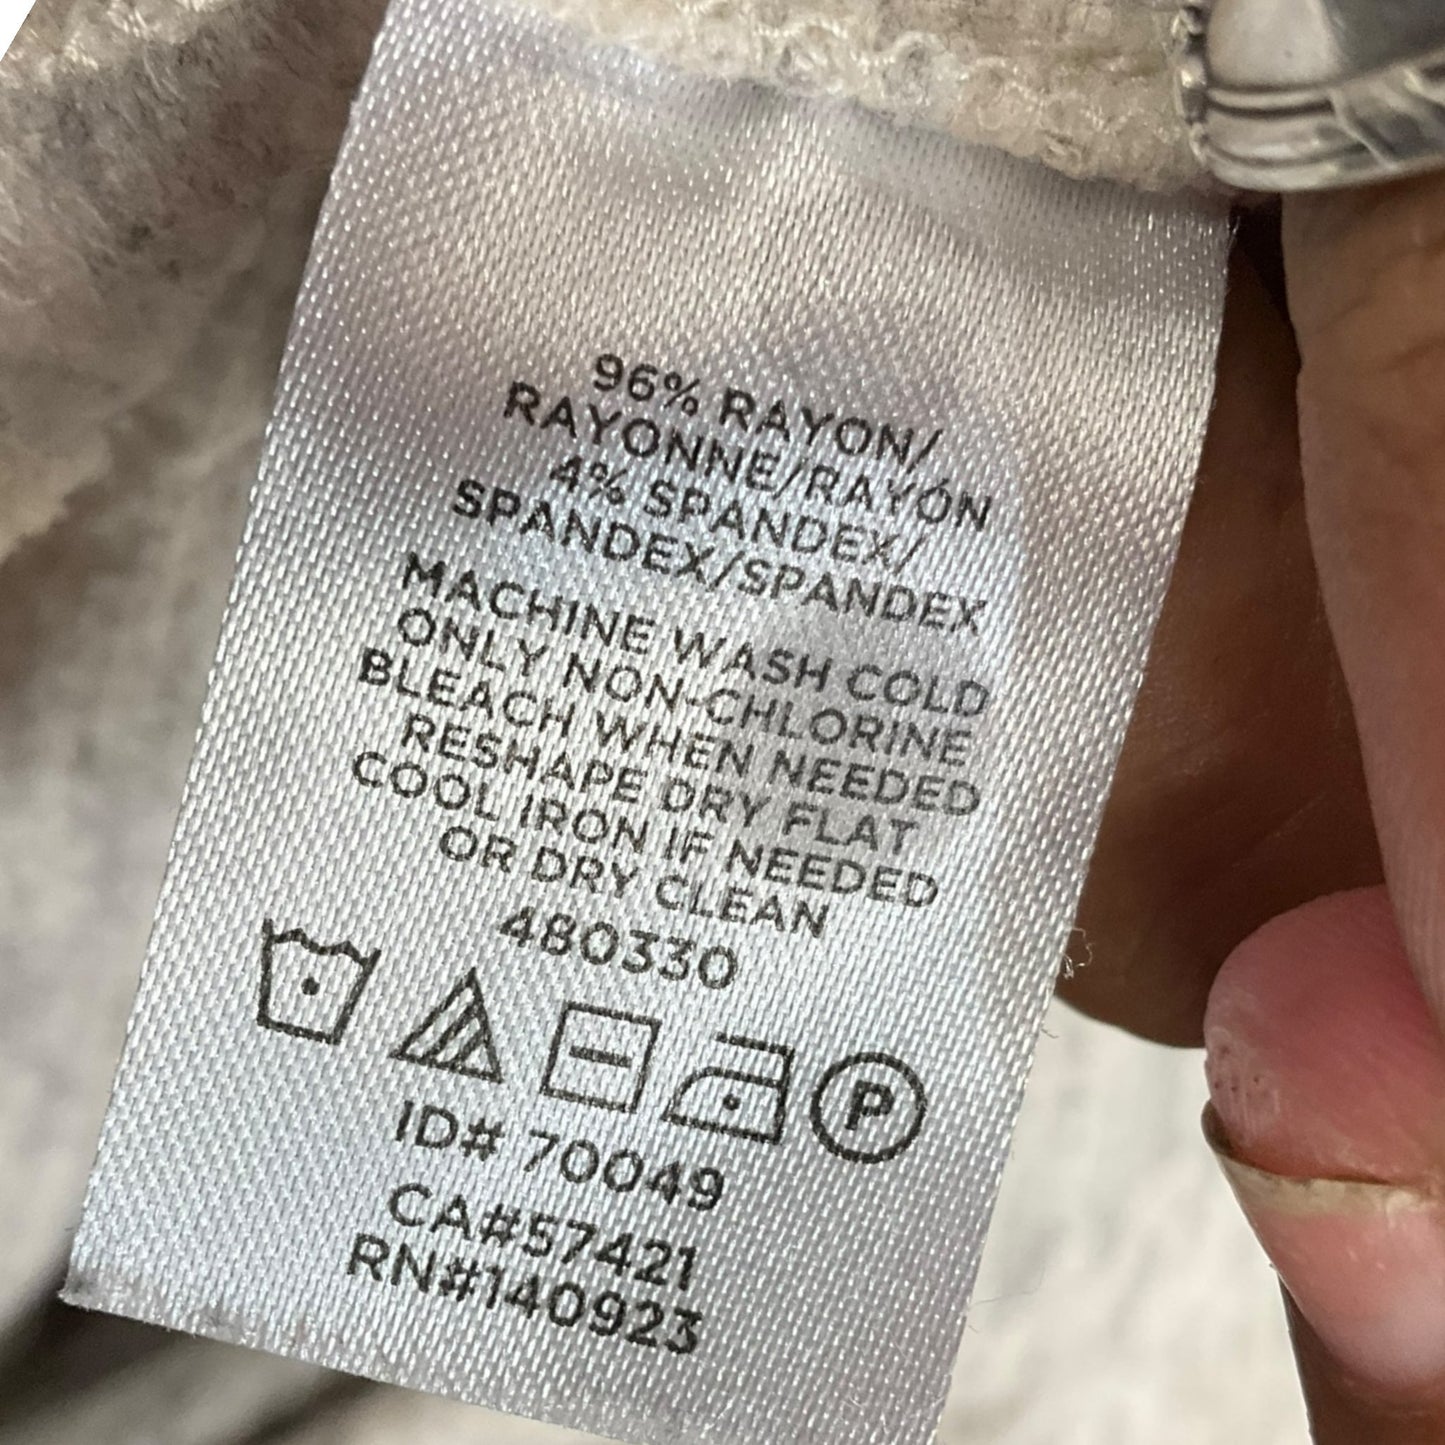 96% RAYON/
RAYONNE/RAYÓN
4% SPANDEX/
SPANDEX/SPANDEX
MACHINE WASH COLD
ONLY NON-CHLORINE
BLEACH WHEN NEEDED
RESHAPE DRY FLAT
COOL IRON IF NEEDED
OR DRY CLEAN
480330
P
ID# 70049
CA#57421
RN#140923